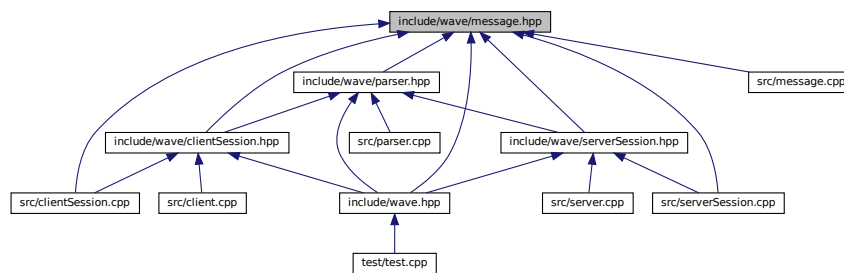 include/wave/message.hpp
include/wave/parser.hpp
src/message.cpp
include/wave/clientSession.hpp
src/parser.cpp
include/wave/serverSession.hpp
src/clientSession.cpp
src/client.cpp
include/wave.hpp
src/server.cpp
src/serverSession.cpp
test/test.cpp